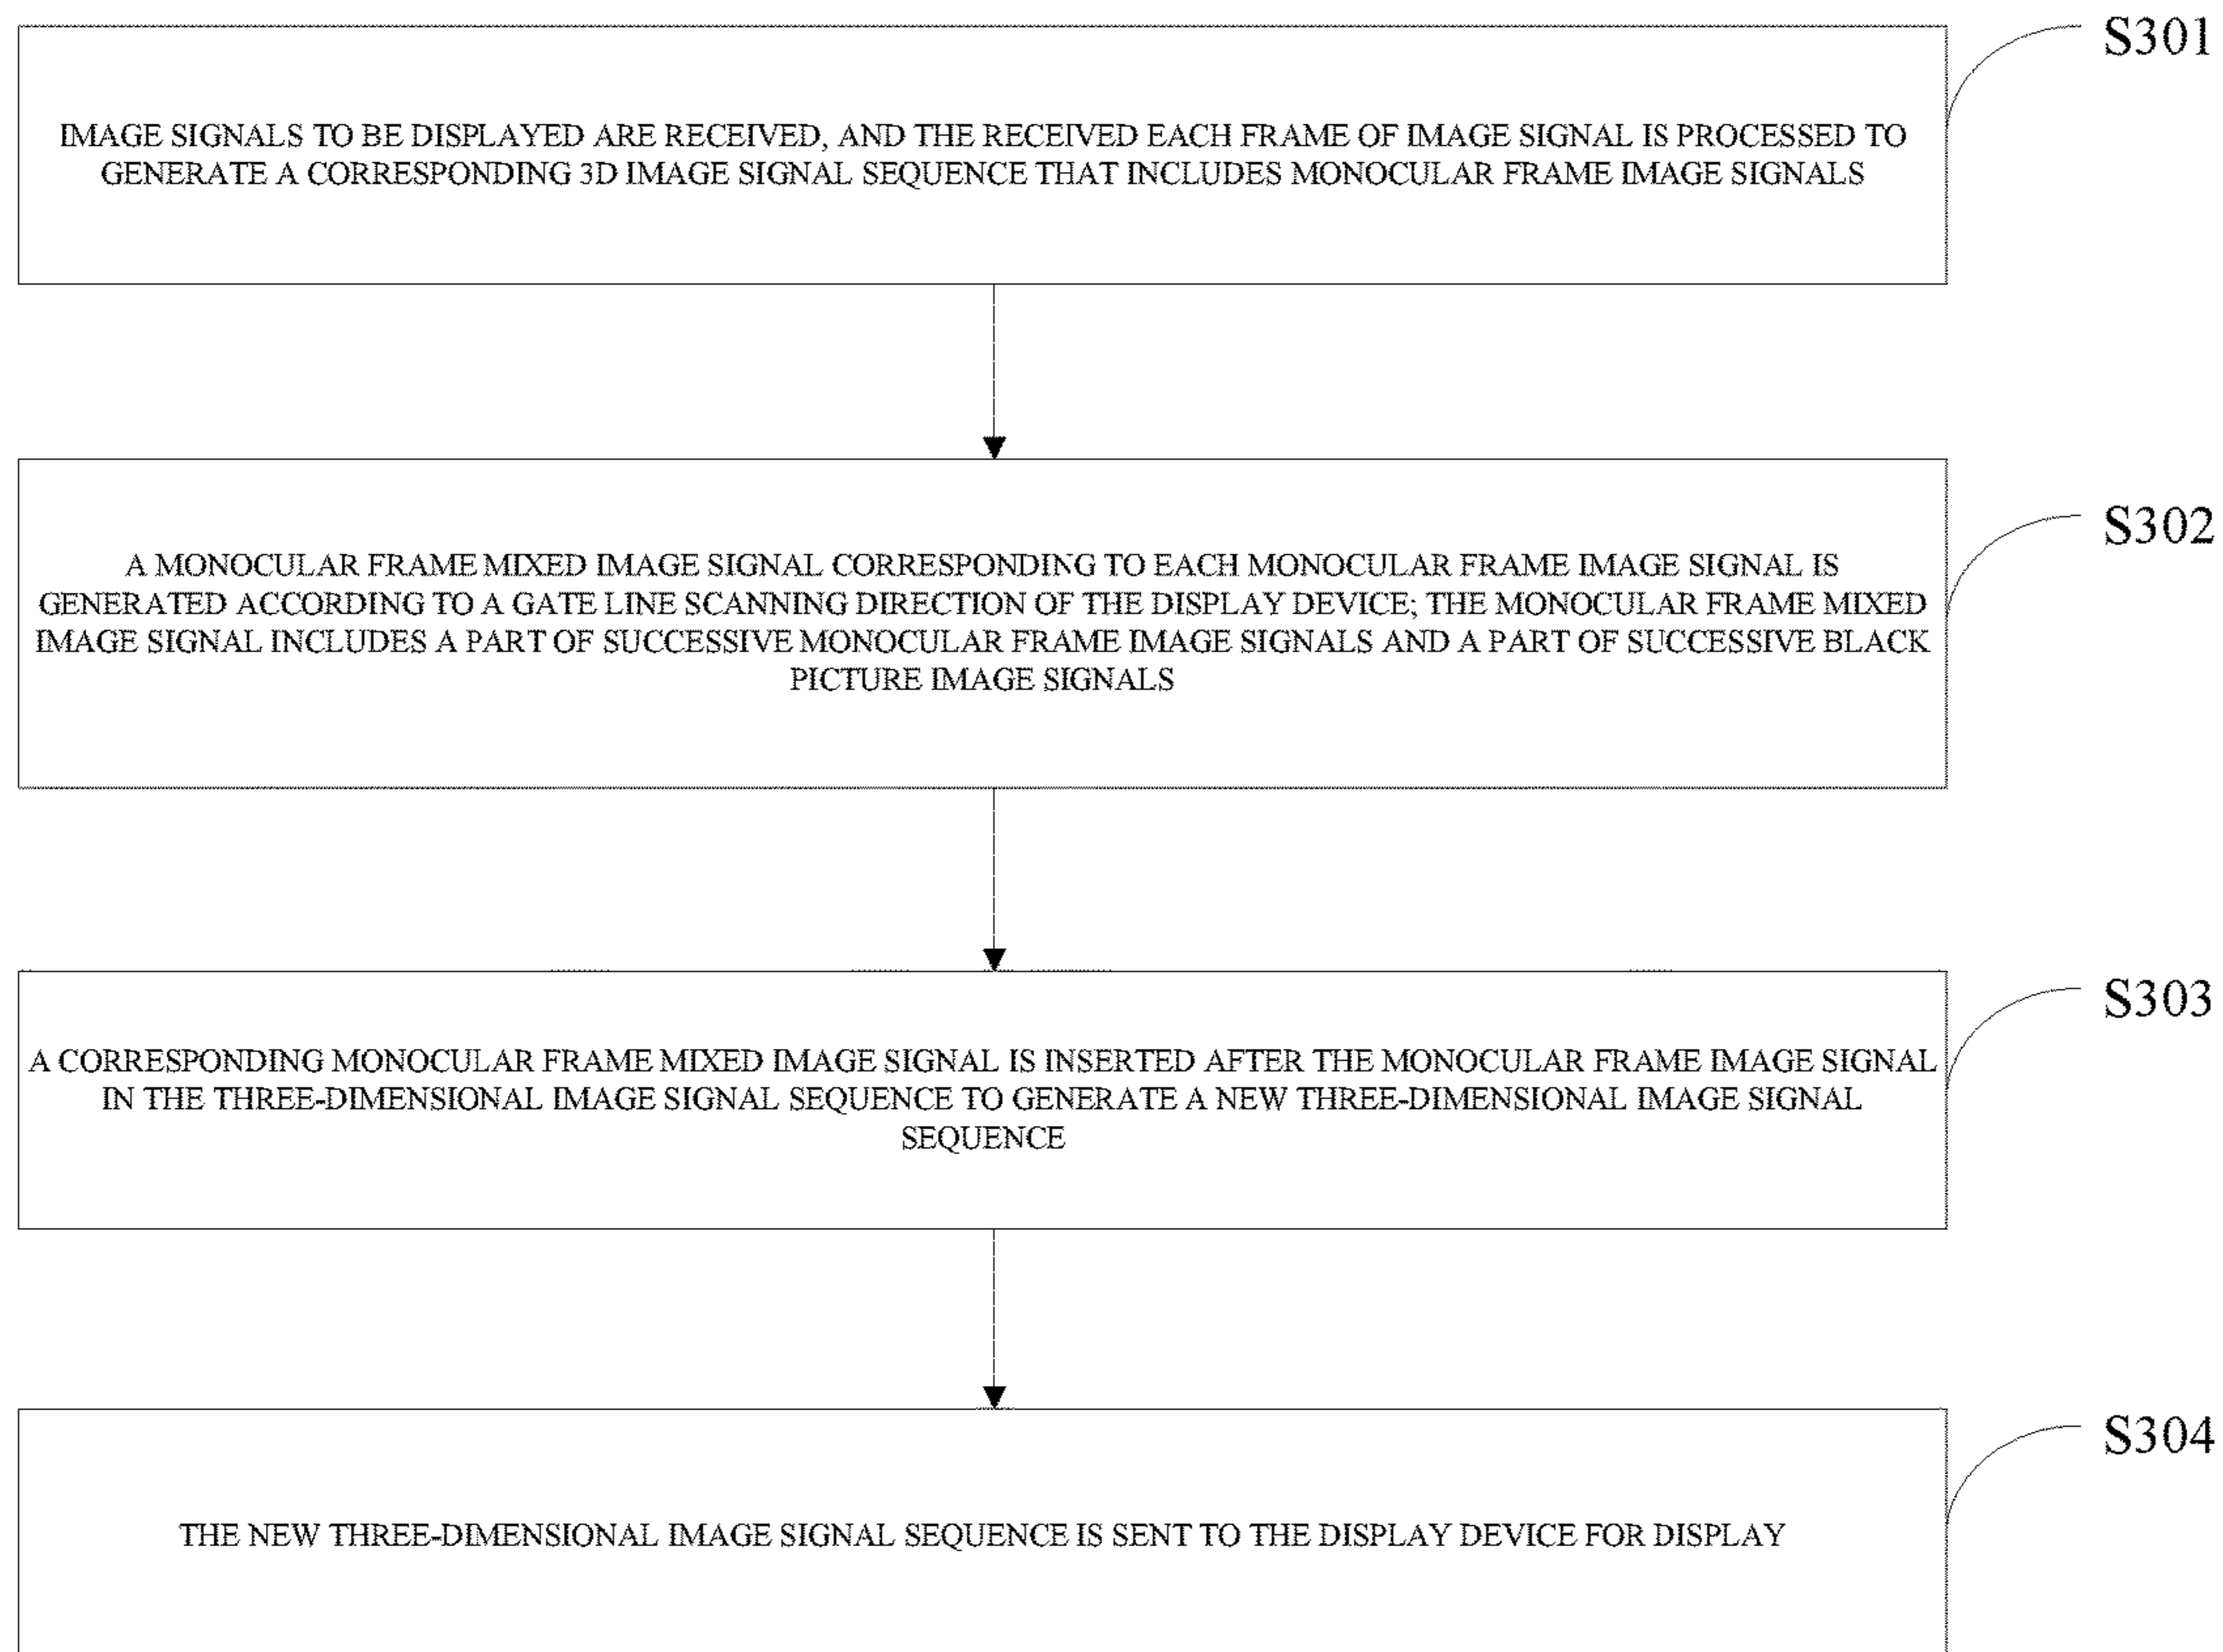 S301
IMAGE SIGNALS TO BE DISPLAYED ARE RECEIVED, AND THE RECEIVED EACH FRAME OF IMAGE SIGNAL IS PROCESSED TO
GENERATE A CORRESPONDING 3D IMAGE SIGNAL SEQUENCE THAT INCLUDES MONOCULAR FRAME IMAGE SIGNALS
S302
A MONOCULAR FRAME MIXED IMAGE SIGNAL CORRESPONDING TO EACH MONOCULAR FRAME IMAGE SIGNAL IS
GENERATED ACCORDING TO A GATE LINE SCANNING DIRECTION OF THE DISPLAY DEVICE; THE MONOCULAR FRAME MIXED
IMAGE SIGNAL INCLUDES A PART OF SUCCESSIVE MONOCULAR FRAME IMAGE SIGNALS AND A PART OF SUCCESSIVE BLACK
PICTURE IMAGE SIGNALS
S303
A CORRESPONDING MONOCULAR FRAME MIXED IMAGE SIGNAL IS INSERTED AFTER THE MONOCULAR FRAME IMAGE SIGNAL
IN THE THREE-DIMENSIONAL IMAGE SIGNAL SEQUENCE TO GENERATE A NEW THREE-DIMENSIONAL IMAGE SIGNAL
SEQUENCE
S304
THE NEW THREE-DIMENSIONAL IMAGE SIGNAL SEQUENCE IS SENT TO THE DISPLAY DEVICE FOR DISPLAY